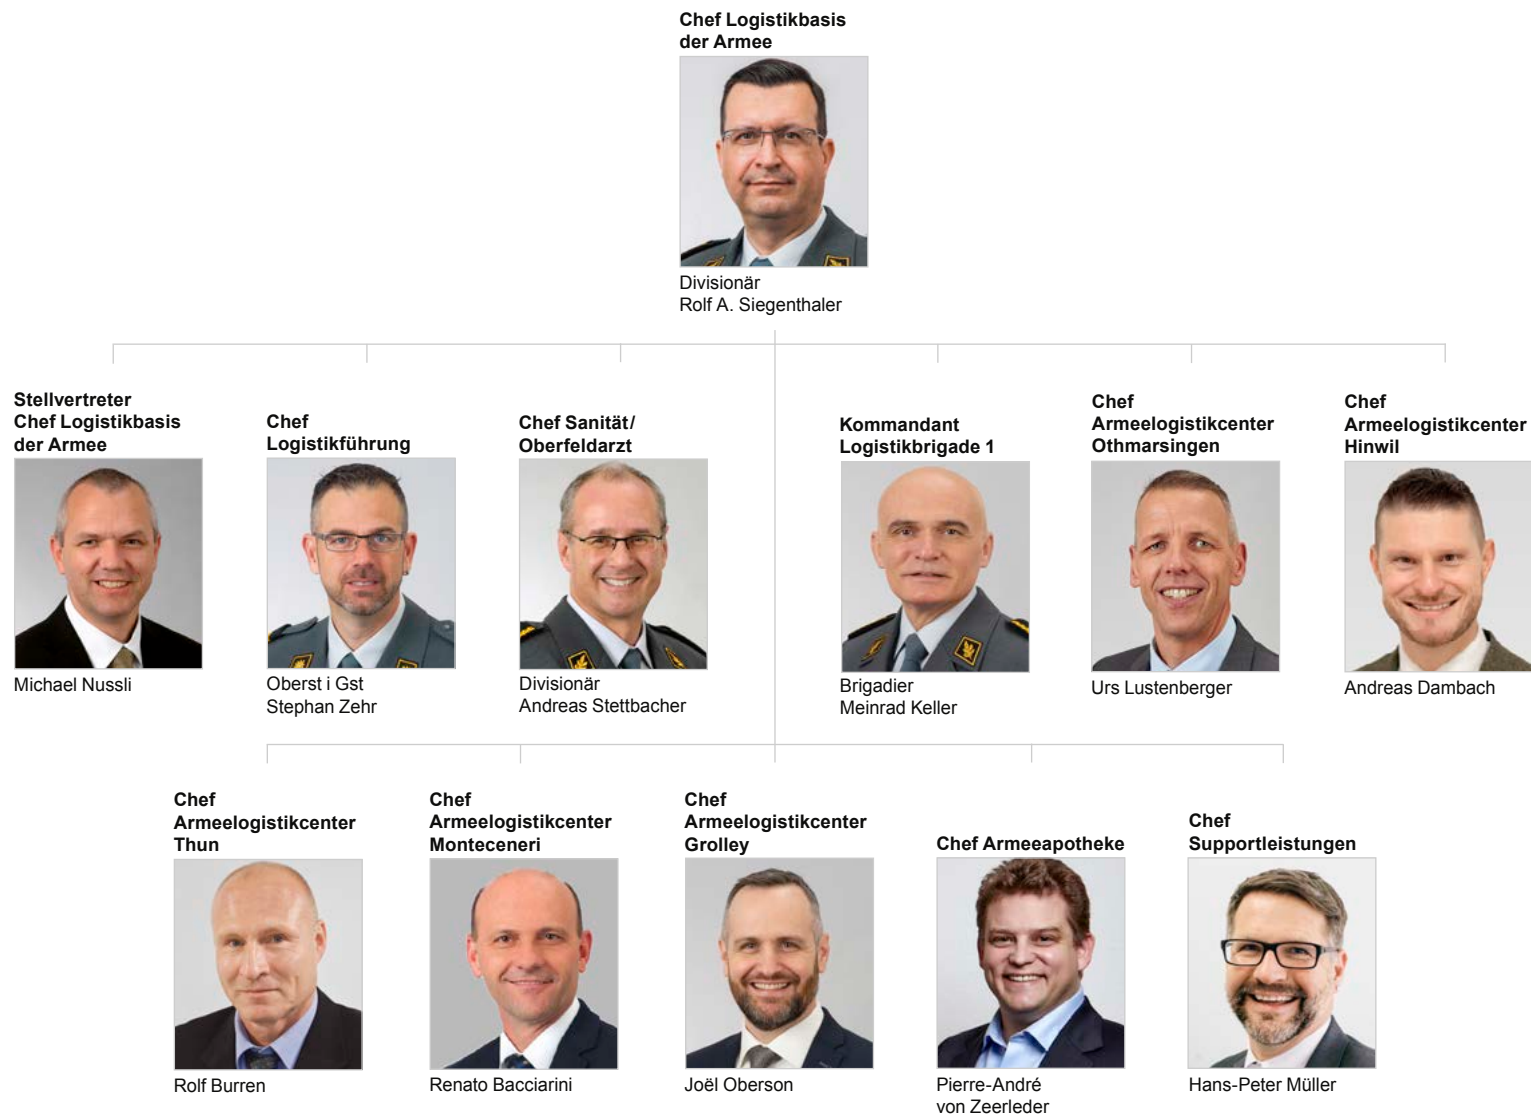 Chef Logistikbasis
der Armee
Divisionär
Rolf A. Siegenthaler
Stellvertreter
Chef Logistikbasis
der Armee
Michael Nussli
Chef
Logistikführung
Oberst i Gst
Stephan Zehr
Chef Sanität/
Oberfeldarzt
Divisionär
Andreas Stettbacher
Kommandant
Logistikbrigade 1
Brigadier
Meinrad Keller
Chef
Armeelogistikcenter
Othmarsingen
Urs Lustenberger
Chef
Armeelogistikcenter
Hinwil
Andreas Dambach
Chef
Armeelogistikcenter
Thun
Rolf Burren
Chef
Armeelogistikcenter
Monteceneri
Renato Bacciarini
Chef
Armeelogistikcenter
Grolley
Joël Oberson
Chef Armeeapotheke
Pierre-André
von Zeerleder
Chef
Supportleistungen
Hans-Peter Müller